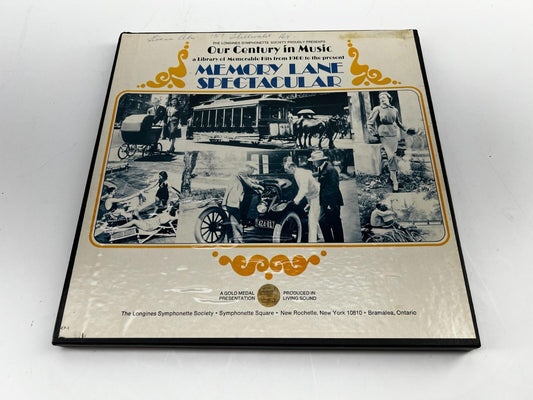 THE LONGINES SYMPHONETTE SOCIETY PROUDLY PRESENTS
Our Century in Music
a Library of Memorable Hits from 1900 to the present
MEMORY LANE
SPECTACULAR
A GOLD MEDAL PRODUCED IN
PRESENTATION LIVING SOUND
The Longines Symphonette Society • Symphonette Square • New Rochelle, New York 10810 • Bramalea, Ontario